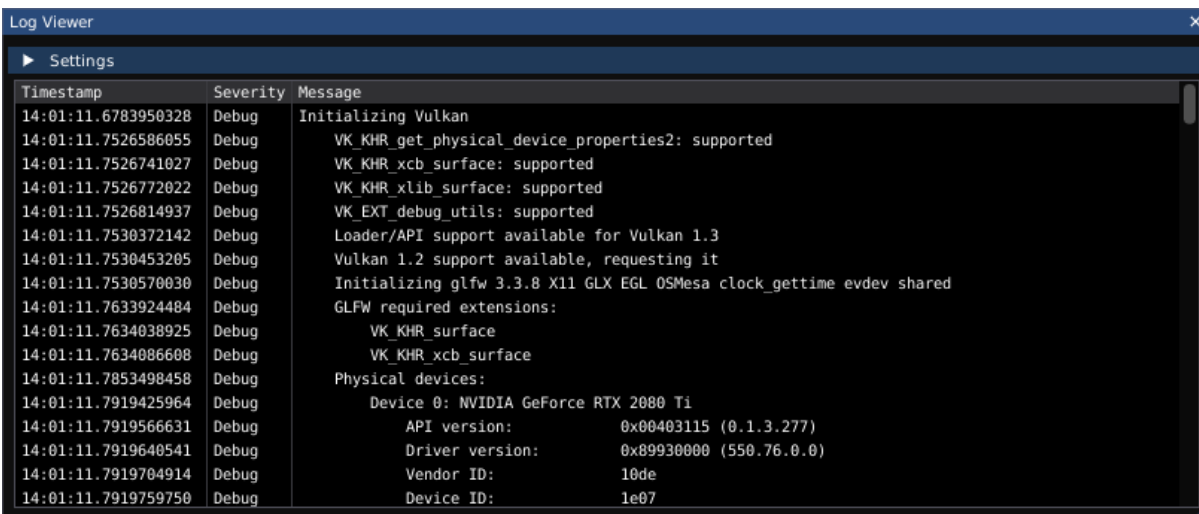 Log Viewer
Settings
Timestamp Severity Message
14:01:11.6783950328 Debug Initializing Vulkan
14:01:11.7526586055 Debug VK_KHR_get_physical_device_properties2: supported
14:01:11.7526741027 Debug VK_KHR_xcb_surface: supported
14:01:11.7526772022 Debug VK_KHR_xlib_surface: supported
14:01:11.7526814937 Debug VK_EXT_debug_utils: supported
14:01:11.7530372142 Debug Loader/API support available for Vulkan 1.3
14:01:11.7530453205 Debug Vulkan 1.2 support available, requesting it
14:01:11.7530570030 Debug Initializing glfw 3.3.8 X11 GLX EGL OSMesa clock_gettime evdev shared
14:01:11.7633924484 Debug GLFW required extensions:
14:01:11.7634038925 Debug VK_KHR_surface
14:01:11.7634086608 Debug VK_KHR_xcb_surface
14:01:11.7853498458 Debug Physical devices:
14:01:11.7919425964 Debug Device 0: NVIDIA GeForce RTX 2080 Ti
14:01:11.7919566631 Debug API version: 0x00403115 (0.1.3.277)
14:01:11.7919640541 Debug Driver version: 0x89930000 (550.76.0.0)
14:01:11.7919704914 Debug Vendor ID: 10de
14:01:11.7919759750 Debug Device ID: 1e07